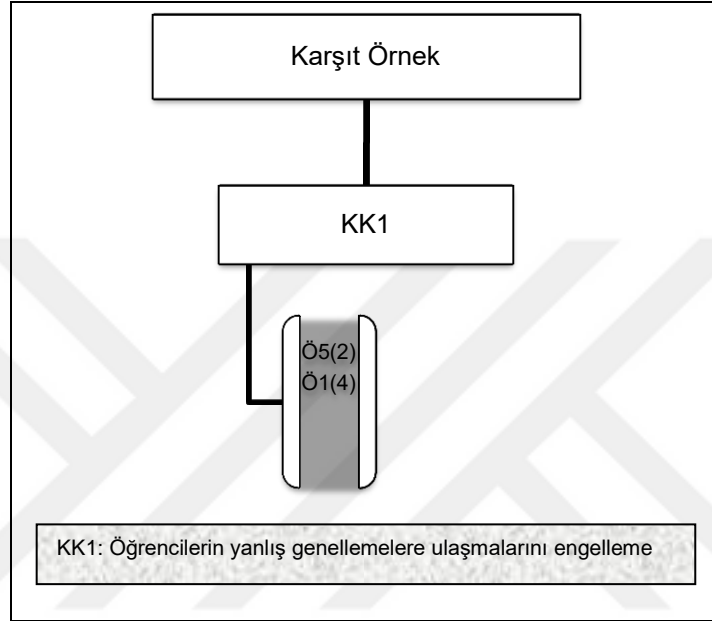 Karşıt Örnek
KK1
Ö5(2)
Ö1(4)
KK1: Öğrencilerin yanlış genellemelere ulaşmalarını engelleme